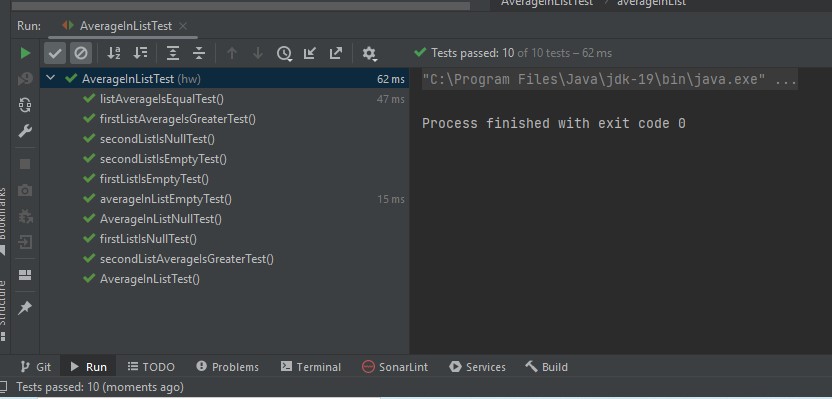 AverageInListTest averageInList
Run: AverageInListTest
Tests passed: 10 of 10 tests – 62 ms
AverageInListTest (hw) 62 ms
listAverageIsEqualTest() 47 ms
firstListAverageIsGreaterTest()
secondListIsNullTest()
secondListIsEmptyTest()
firstListIsEmptyTest()
averageInListEmptyTest() 15 ms
AverageInListNullTest()
firstListIsNullTest()
secondListAverageIsGreaterTest()
AverageInListTest()
"C:\Program Files\Java\jdk-19\bin\java.exe" ...
Process finished with exit code 0
Bookmarks
Structure
Git Run TODO Problems Terminal SonarLint Services Build
Tests passed: 10 (moments ago)